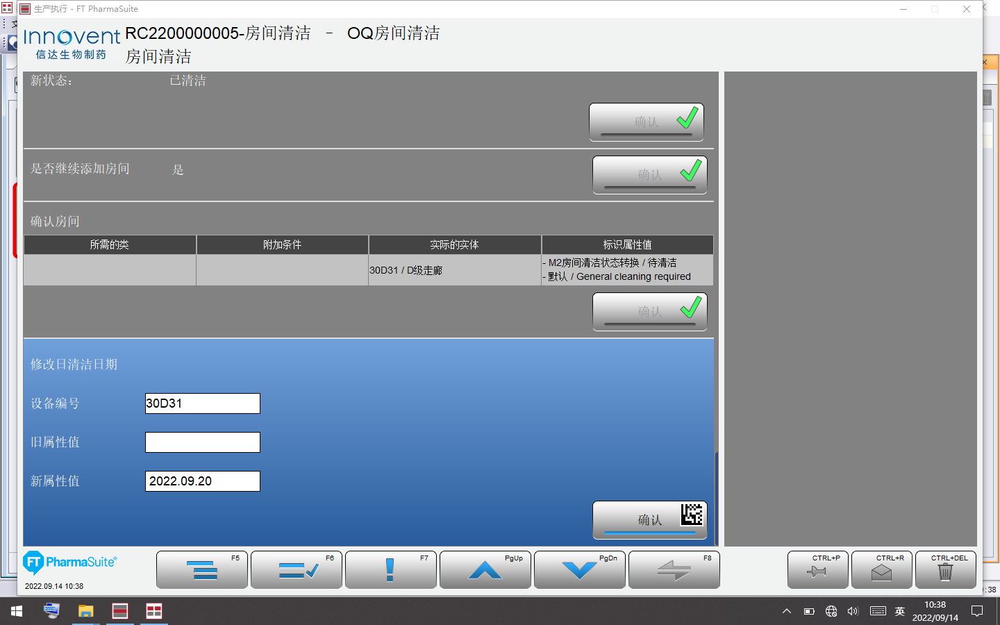 生产执行 - FT PharmaSuite
Innovent
信达生物制药
RC2200000005-房间清洁 - OQ房间清洁
房间清洁
新状态: 已清洁
确认
是否继续添加房间 是
确认
确认房间
所需的类 附加条件 实际的实体 标识属性值
30D31 / D级走廊
- M2房间清洁状态转换 / 待清洁
- 默认 / General cleaning required
确认
修改日清洁日期
设备编号 30D31
旧属性值
新属性值 2022.09.20
确认
FT PharmaSuite®
2022.09.14 10:38
F5 F6 F7 PgUp PgDn F8 CTRL+P CTRL+R CTRL+DEL
:38
英
10:38
2022/09/14